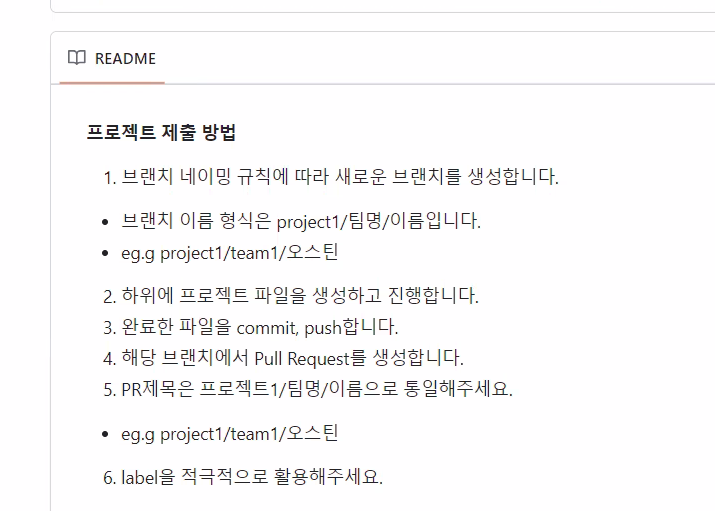 README
프로젝트 제출 방법
1. 브랜치 네이밍 규칙에 따라 새로운 브랜치를 생성합니다.
• 브랜치 이름 형식은 project1/팀명/이름입니다.
• eg.g project1/team1/오스틴
2. 하위에 프로젝트 파일을 생성하고 진행합니다.
3. 완료한 파일을 commit, push합니다.
4. 해당 브랜치에서 Pull Request를 생성합니다.
5. PR제목은 프로젝트1/팀명/이름으로 통일해주세요.
• eg.g project1/team1/오스틴
6. label을 적극적으로 활용해주세요.